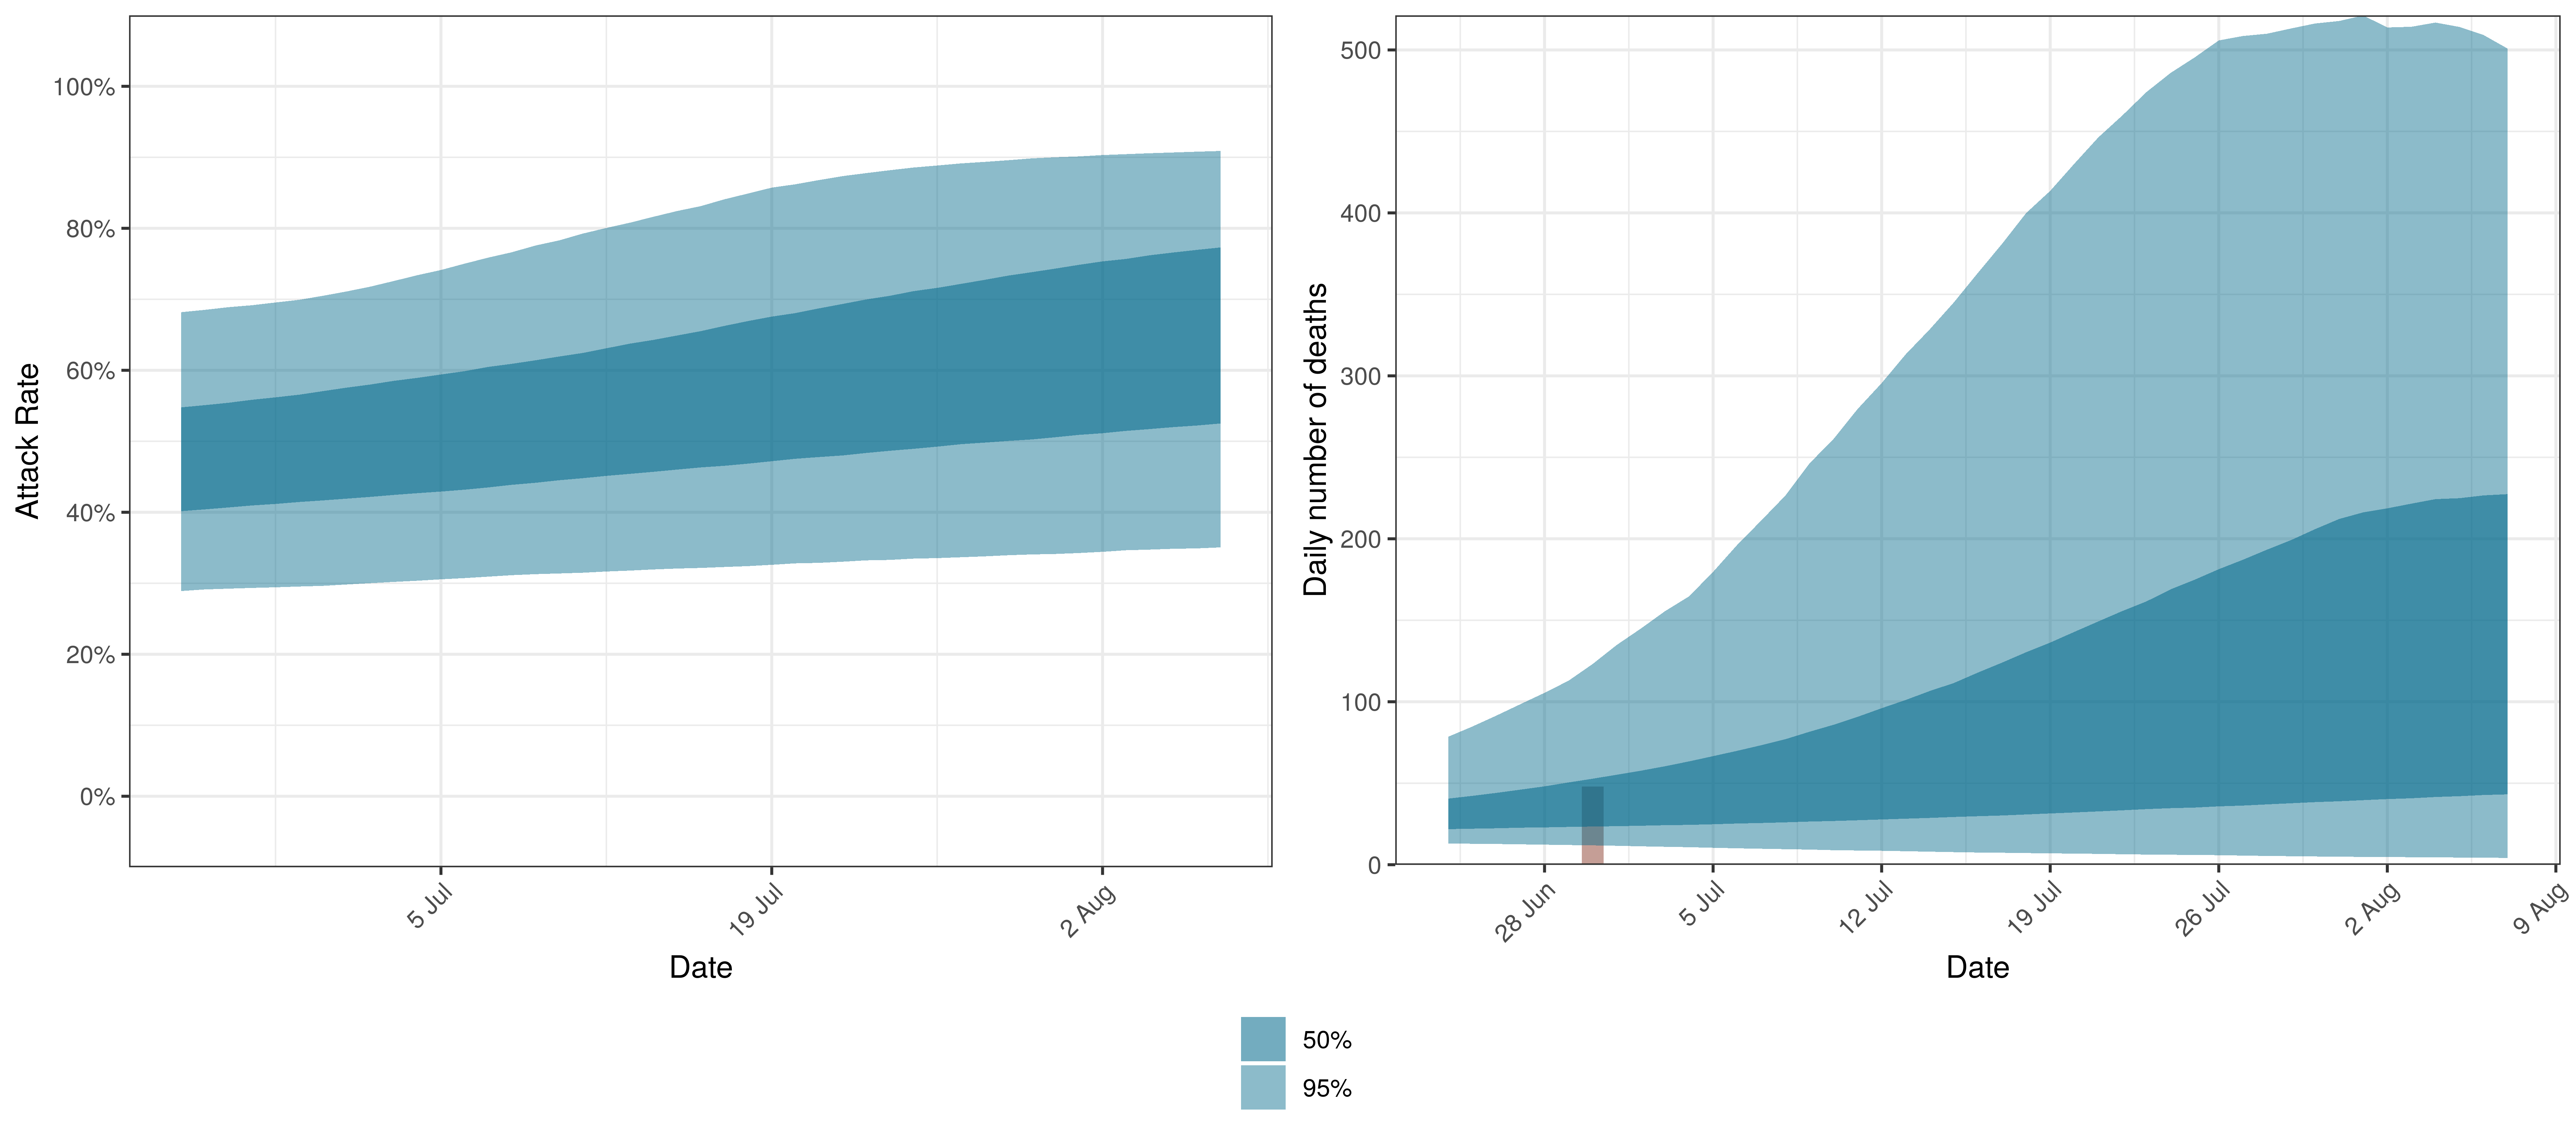 Attack Rate
100%
80%
60%
40%
20%
0%
5 Jul
19 Jul
2 Aug
Date
Daily number of deaths
500
400
300
200
100
0
28 Jun
5 Jul
12 Jul
19 Jul
26 Jul
2 Aug
9 Aug
Date
50%
95%